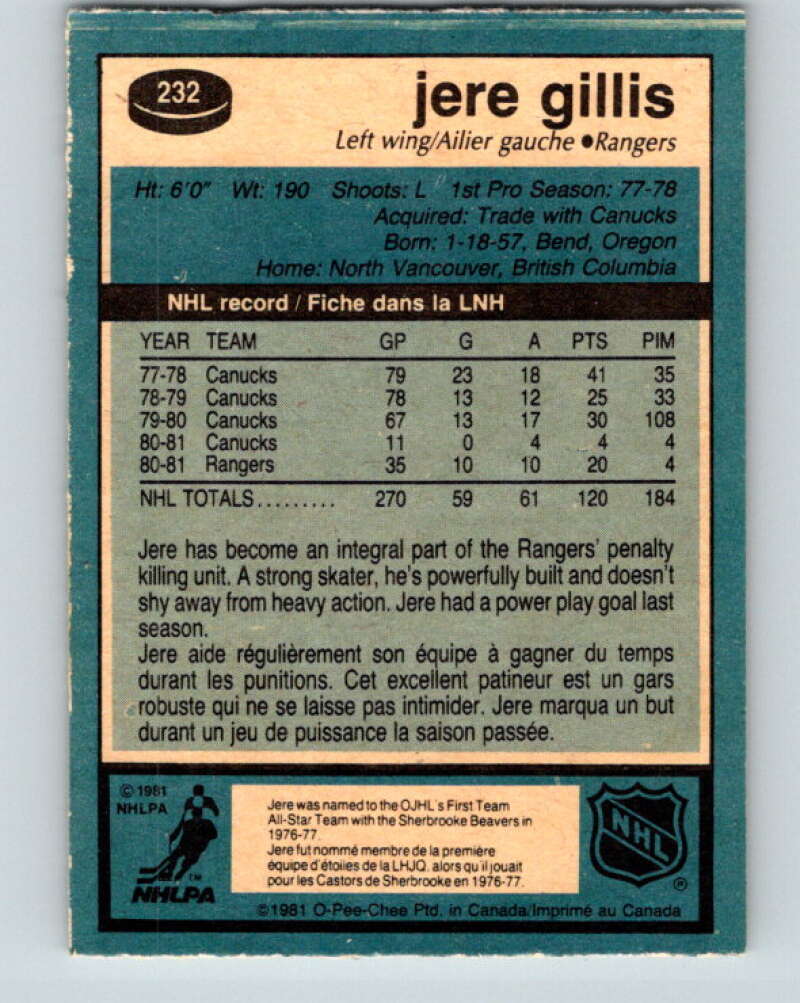 232
jere gillis
Left wing/Ailier gauche ●Rangers
Ht: 6'0" Wt: 190 Shoots: L 1st Pro Season: 77-78
Acquired: Trade with Canucks
Born: 1-18-57, Bend, Oregon
Home: North Vancouver, British Columbia
NHL record / Fiche dans la LNH
YEAR TEAM GP G A PTS PIM
77-78 Canucks 79 23 18 41 35
78-79 Canucks 78 13 12 25 33
79-80 Canucks 67 13 17 30 108
80-81 Canucks 11 0 4 4 4
80-81 Rangers 35 10 10 20 4
NHL TOTALS......... 270 59 61 120 184
Jere has become an integral part of the Rangers' penalty
killing unit. A strong skater, he's powerfully built and doesn't
shy away from heavy action. Jere had a power play goal last
season.
Jere aide régulièrement son équipe à gagner du temps
durant les punitions. Cet excellent patineur est un gars
robuste qui ne se laisse pas intimider. Jere marqua un but
durant un jeu de puissance la saison passée.
© 1981
NHLPA
TM
NHLPA
Jere was named to the OJHL's First Team
All-Star Team with the Sherbrooke Beavers in
1976-77.
Jere fut nommé membre de la première
équipe d'étoiles de la LHJQ. alors qu'il jouait
pour les Castors de Sherbrooke en 1976-77.
NHL
®
©1981 O-Pee-Chee Ptd. in Canada/Imprimé au Canada